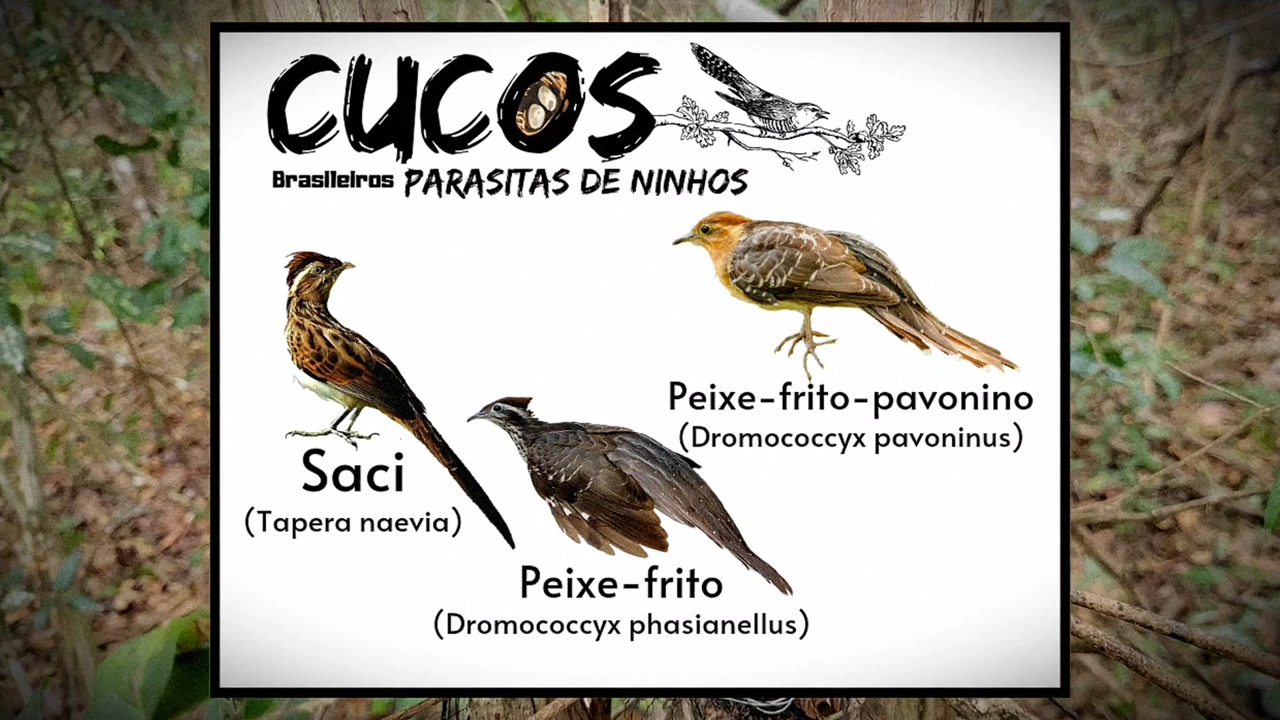 CUCOS
Brasileiros PARASITAS DE NINHOS
Peixe-frito-pavonino
(Dromococcyx pavoninus)
Saci
(Tapera naevia)
Peixe-frito
(Dromococcyx phasianellus)